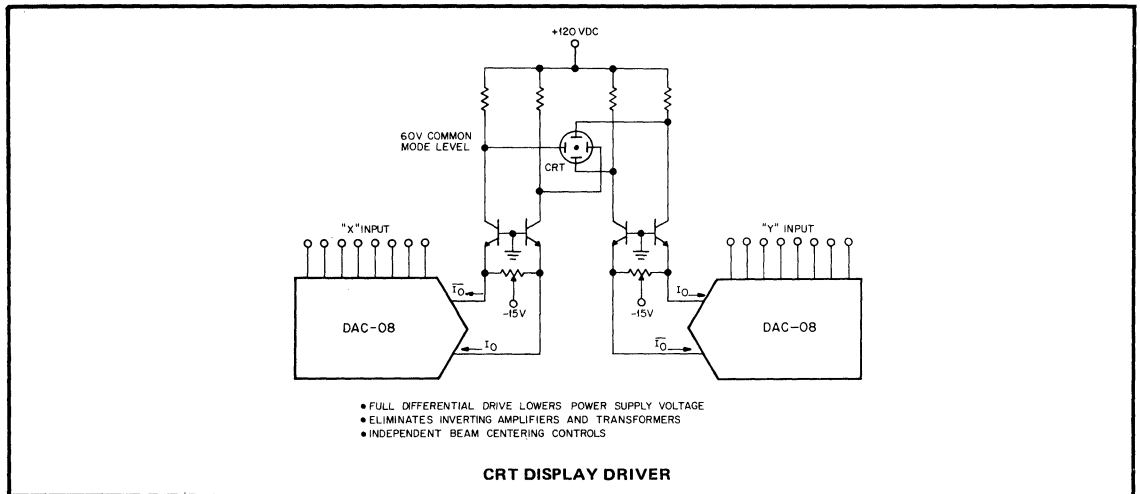 +120 VDC
60V COMMON
MODE LEVEL
CRT
"X" INPUT
"Y" INPUT
I̅O̅
-15V
-15V
IO
DAC-08
DAC-08
IO
I̅O̅
• FULL DIFFERENTIAL DRIVE LOWERS POWER SUPPLY VOLTAGE
• ELIMINATES INVERTING AMPLIFIERS AND TRANSFORMERS
• INDEPENDENT BEAM CENTERING CONTROLS
CRT DISPLAY DRIVER